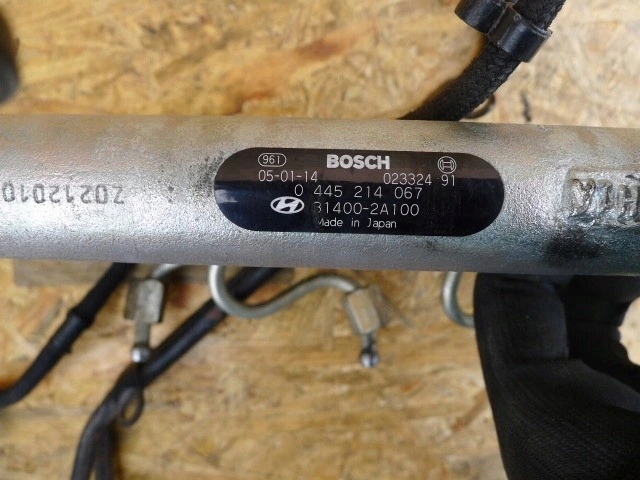 961 BOSCH
05-01-14 023324 91
0 445 214 067
31400-2A100
Made in Japan